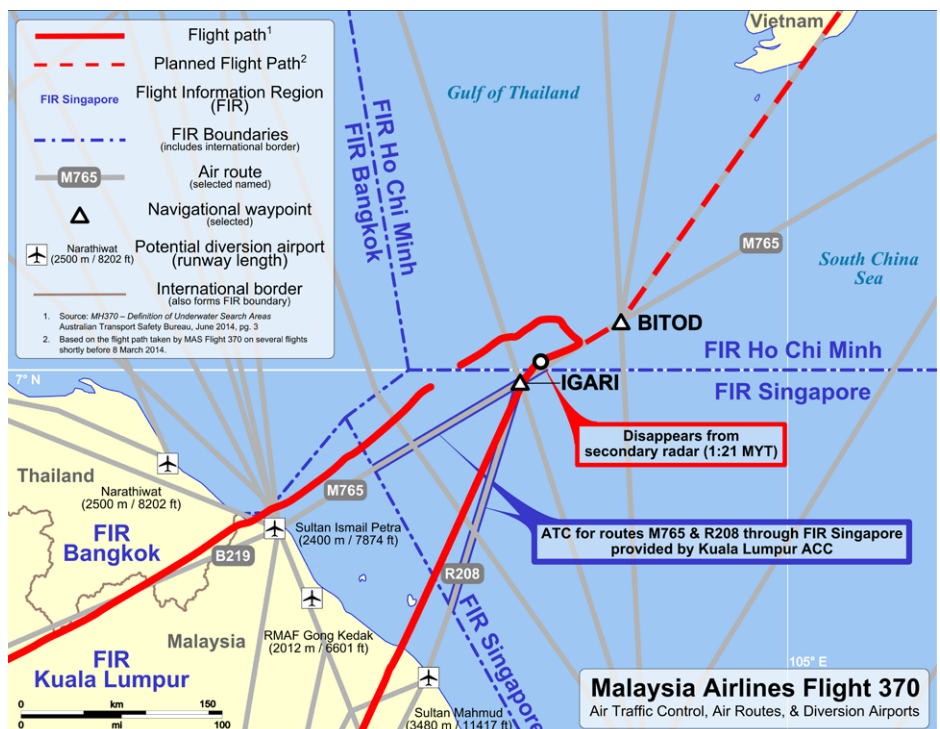 Flight path1
Planned Flight Path2
FIR Singapore
Flight Information Region
(FIR)
FIR Boundaries
(includes international border)
M765
Air route
(selected named)
Navigational waypoint
(selected)
Narathiwat
(2500 m / 8202 ft)
Potential diversion airport
(runway length)
International border
(also forms FIR boundary)
1. Source: MH370 – Definition of Underwater Search Areas
Australian Transport Safety Bureau, June 2014, pg. 3
2. Based on the flight path taken by MAS Flight 370 on several flights
shortly before 8 March 2014.
Vietnam
Gulf of Thailand
FIR Ho Chi Minh
FIR Bangkok
M765
South China
Sea
BITOD
FIR Ho Chi Minh
7° N
IGARI
FIR Singapore
Disappears from
secondary radar (1:21 MYT)
Thailand
Narathiwat
(2500 m / 8202 ft)
M765
Sultan Ismail Petra
(2400 m / 7874 ft)
ATC for routes M765 & R208 through FIR Singapore
provided by Kuala Lumpur ACC
FIR
Bangkok
B219
R208
Malaysia
RMAF Gong Kedak
(2012 m / 6601 ft)
FIR Singapore
FIR
Kuala Lumpur
105° E
Sultan Mahmud
(3480 m / 11417 ft)
0 km 150
0 mi 100
Malaysia Airlines Flight 370
Air Traffic Control, Air Routes, & Diversion Airports